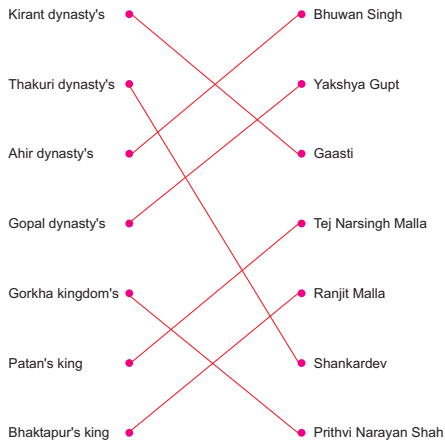 Kirant dynasty's
Bhuwan Singh
Thakuri dynasty's
Yakshya Gupt
Ahir dynasty's
Gaasti
Gopal dynasty's
Tej Narsingh Malla
Gorkha kingdom's
Ranjit Malla
Patan's king
Shankardev
Bhaktapur's king
Prithvi Narayan Shah